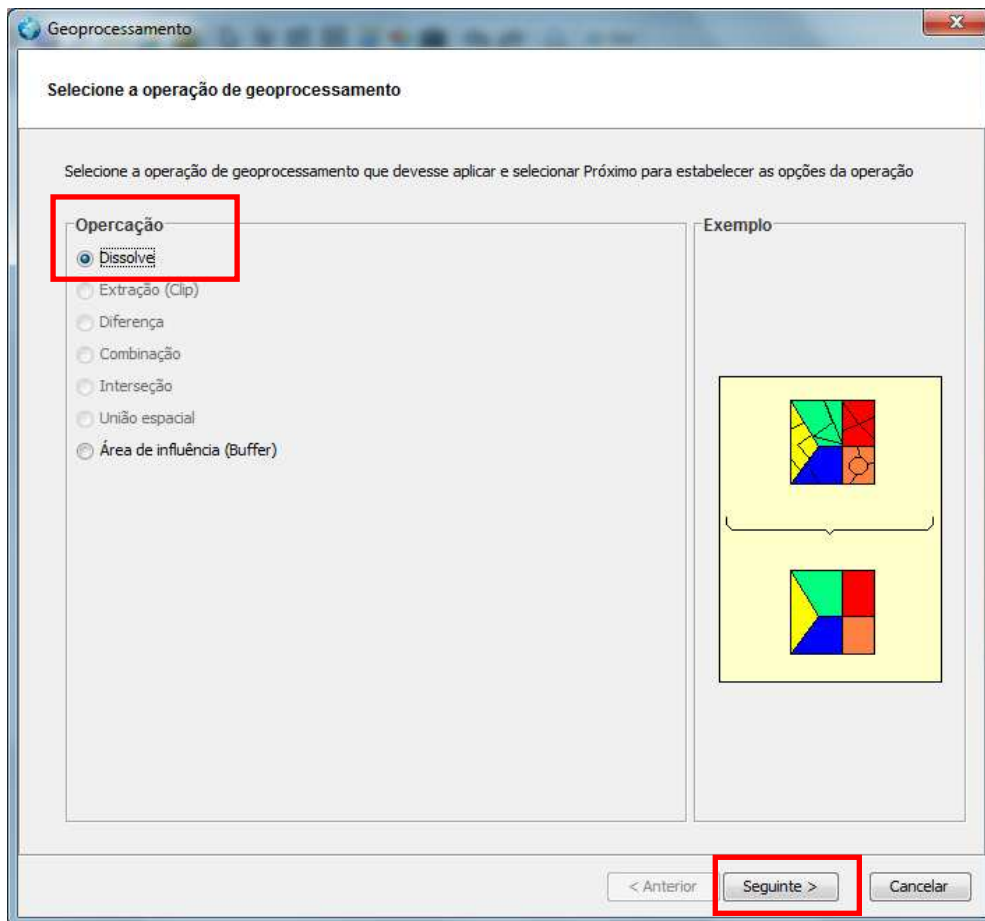 Geoprocessamento
Selecione a operação de geoprocessamento
Selecione a operação de geoprocessamento que devesse aplicar e selecionar Próximo para estabelecer as opções da operação
Opercação
Dissolve
Extração (Clip)
Diferença
Combinação
Interseção
União espacial
Área de influência (Buffer)
Exemplo
< Anterior
Seguinte >
Cancelar